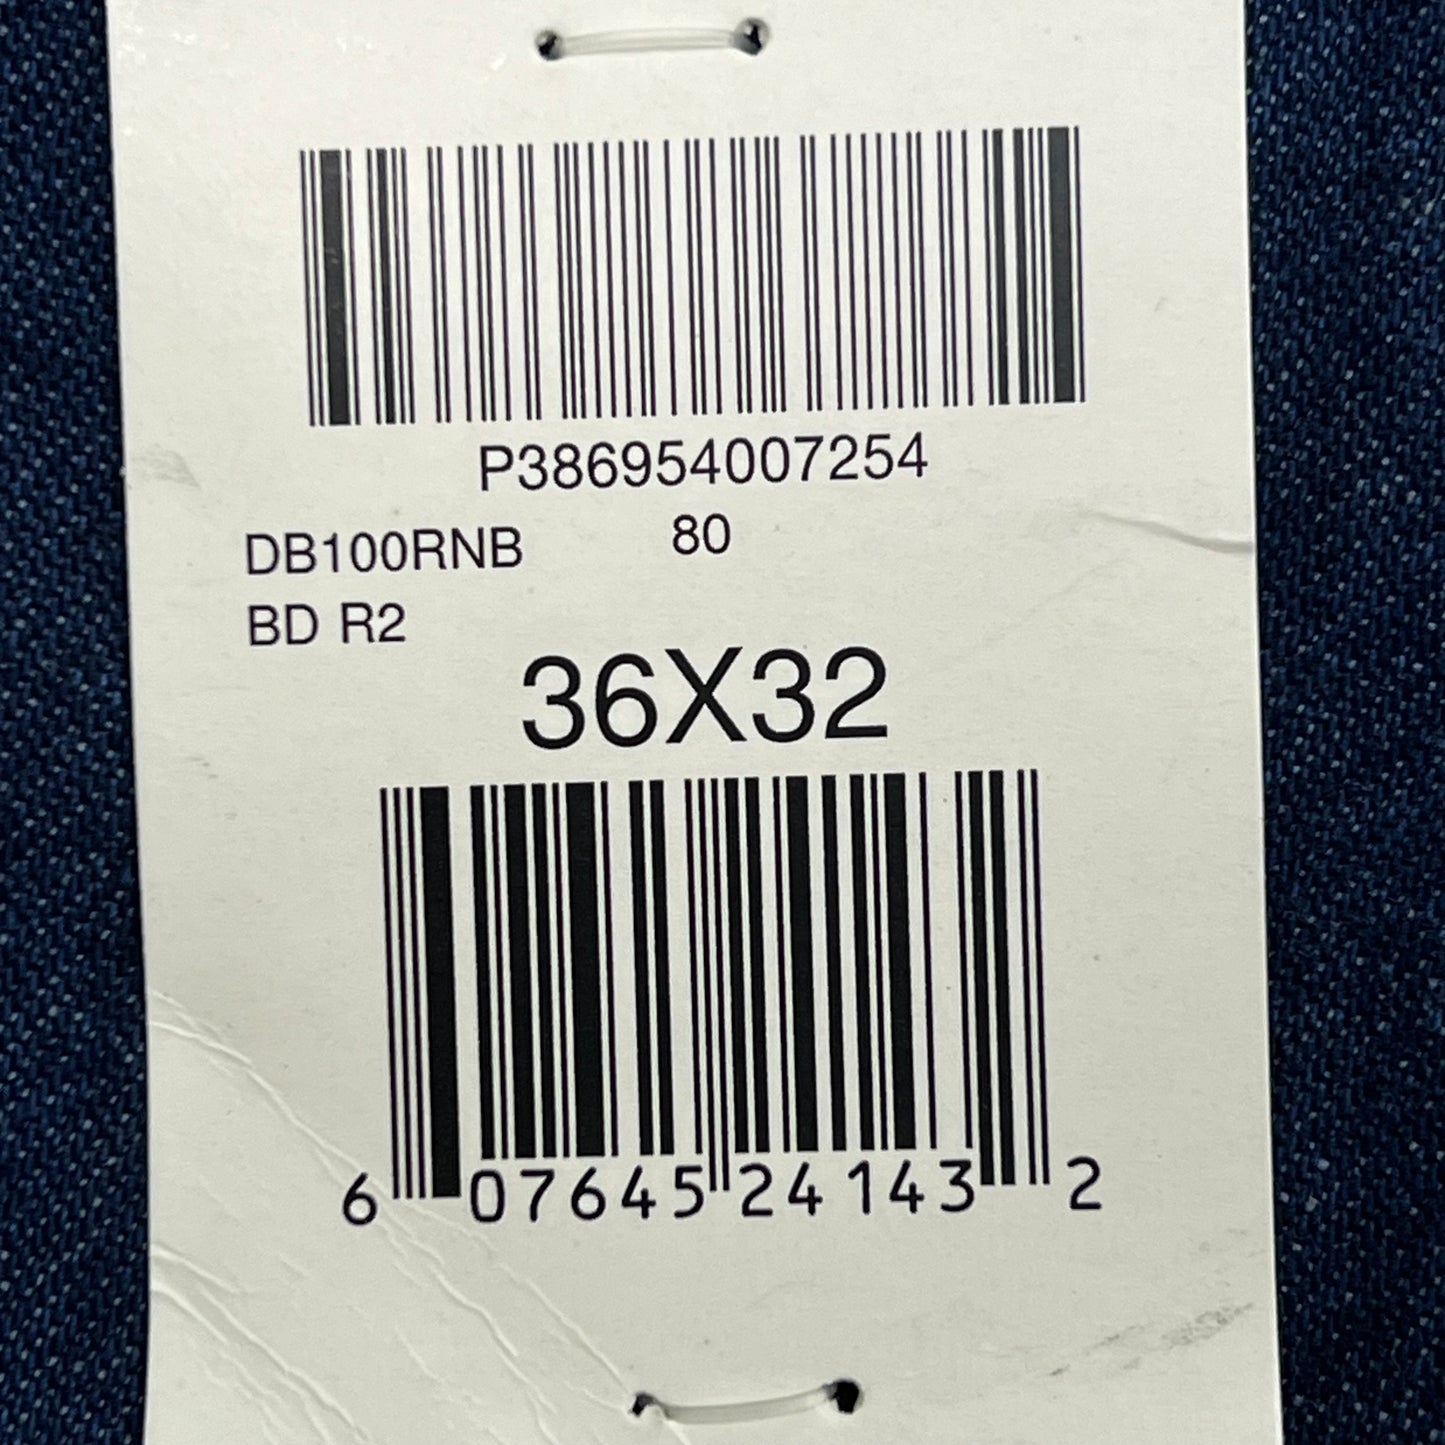 P386954007254
DB100RNB 80
BD R2
36X32
6 07645 24143 2